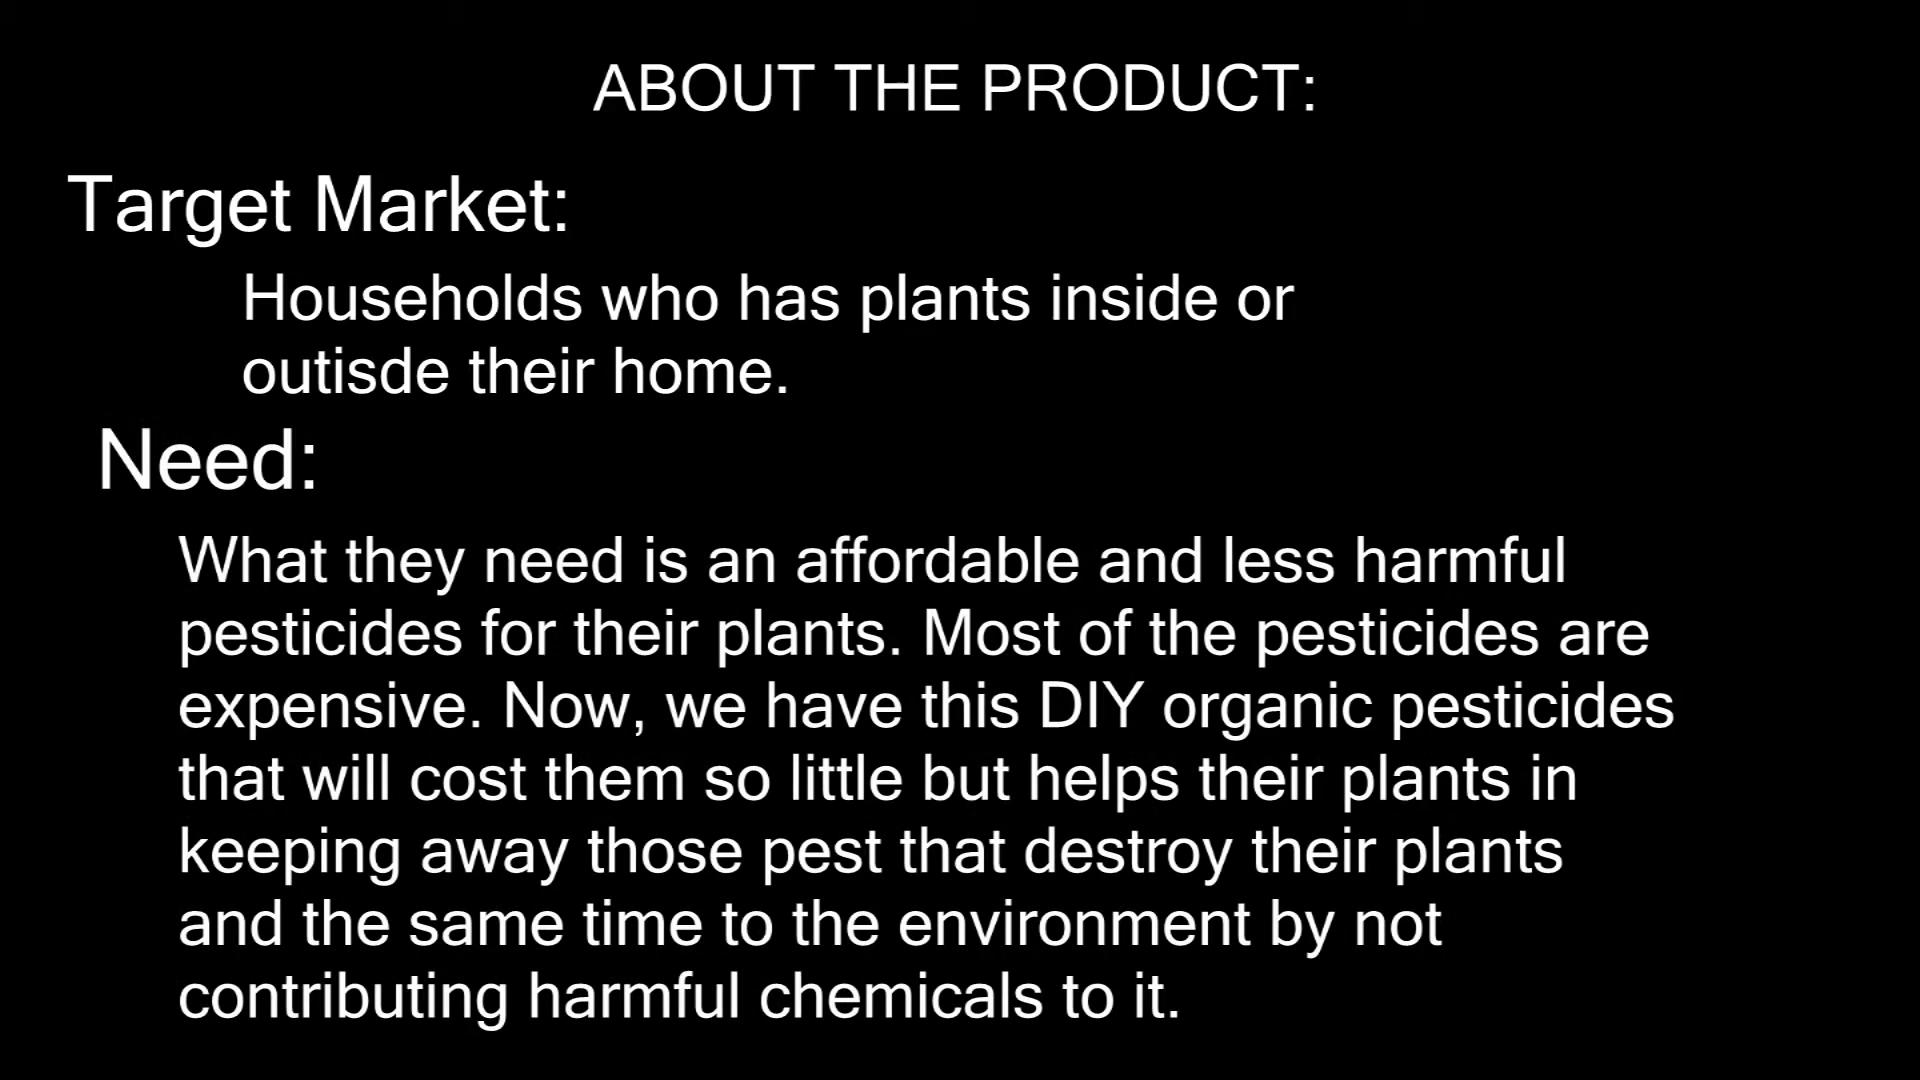 ABOUT THE PRODUCT:
Target Market:
Households who has plants inside or
outisde their home.
Need:
What they need is an affordable and less harmful
pesticides for their plants. Most of the pesticides are
expensive. Now, we have this DIY organic pesticides
that will cost them so little but helps their plants in
keeping away those pest that destroy their plants
and the same time to the environment by not
contributing harmful chemicals to it.